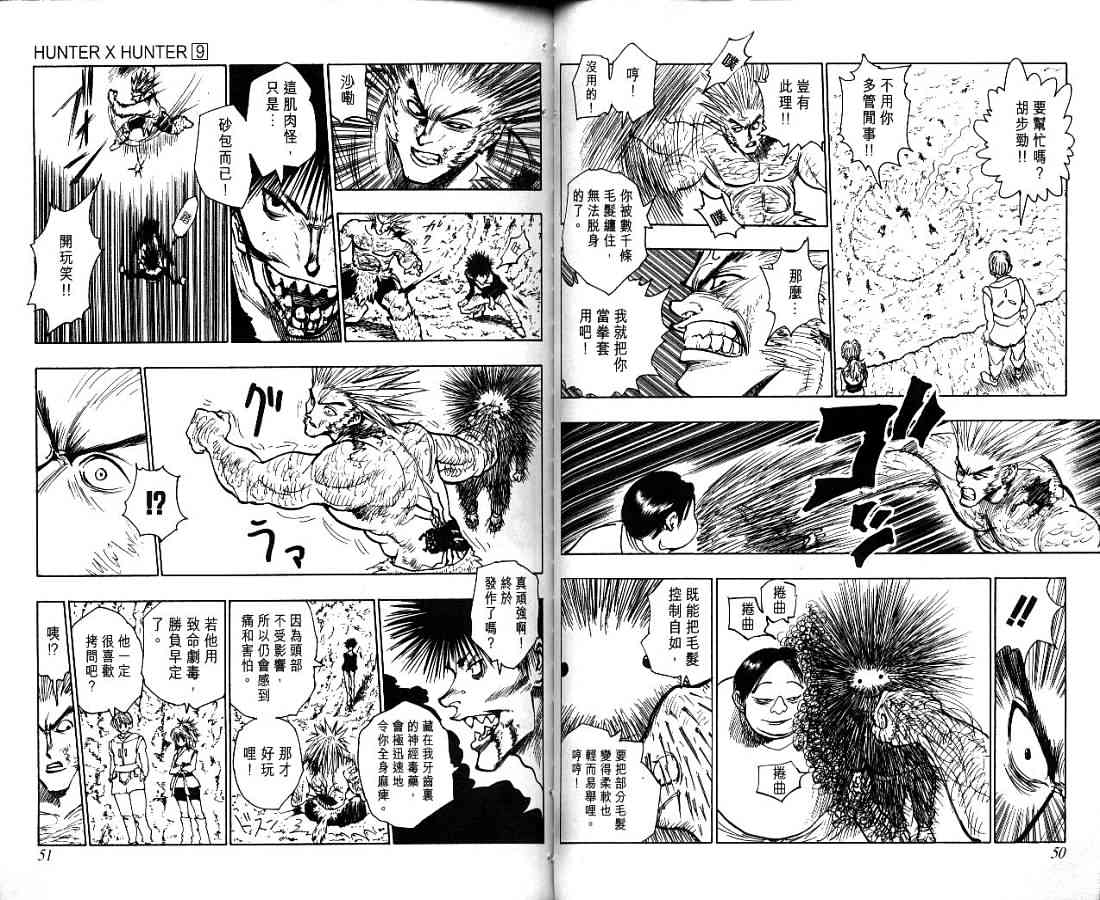 HUNTER X HUNTER 9
要幫忙嗎?
胡步勁!!
不用你
多管閒事!!
豈有
此理!!
噗
哼!
沒用的!
噗
你被數千條
毛髮纏住,
無法脫身
的了。
那麼…
我就把你
當拳套
用吧!
ブ
!!
捲曲
捲曲
捲曲
既能把毛髮
控制自如,
要把部分毛髮
變得柔軟也
輕而易舉哩。
哼哼!
50
沙嘞
這肌肉怪,
只是…
砂包而已!
開玩笑!!
グ
ラマ
!?
真頑強啊!
終於
發作了嗎?
藏在我牙齒裏
的神經毒藥,
會極迅速地
令你全身麻痺。
因為頭部
不受影響,
所以仍會感到
痛和害怕。
那才
好玩
哩!
若他用
致命劇毒,
勝負早定
了。
他一定
很喜歡
拷問吧?
咦!?
51